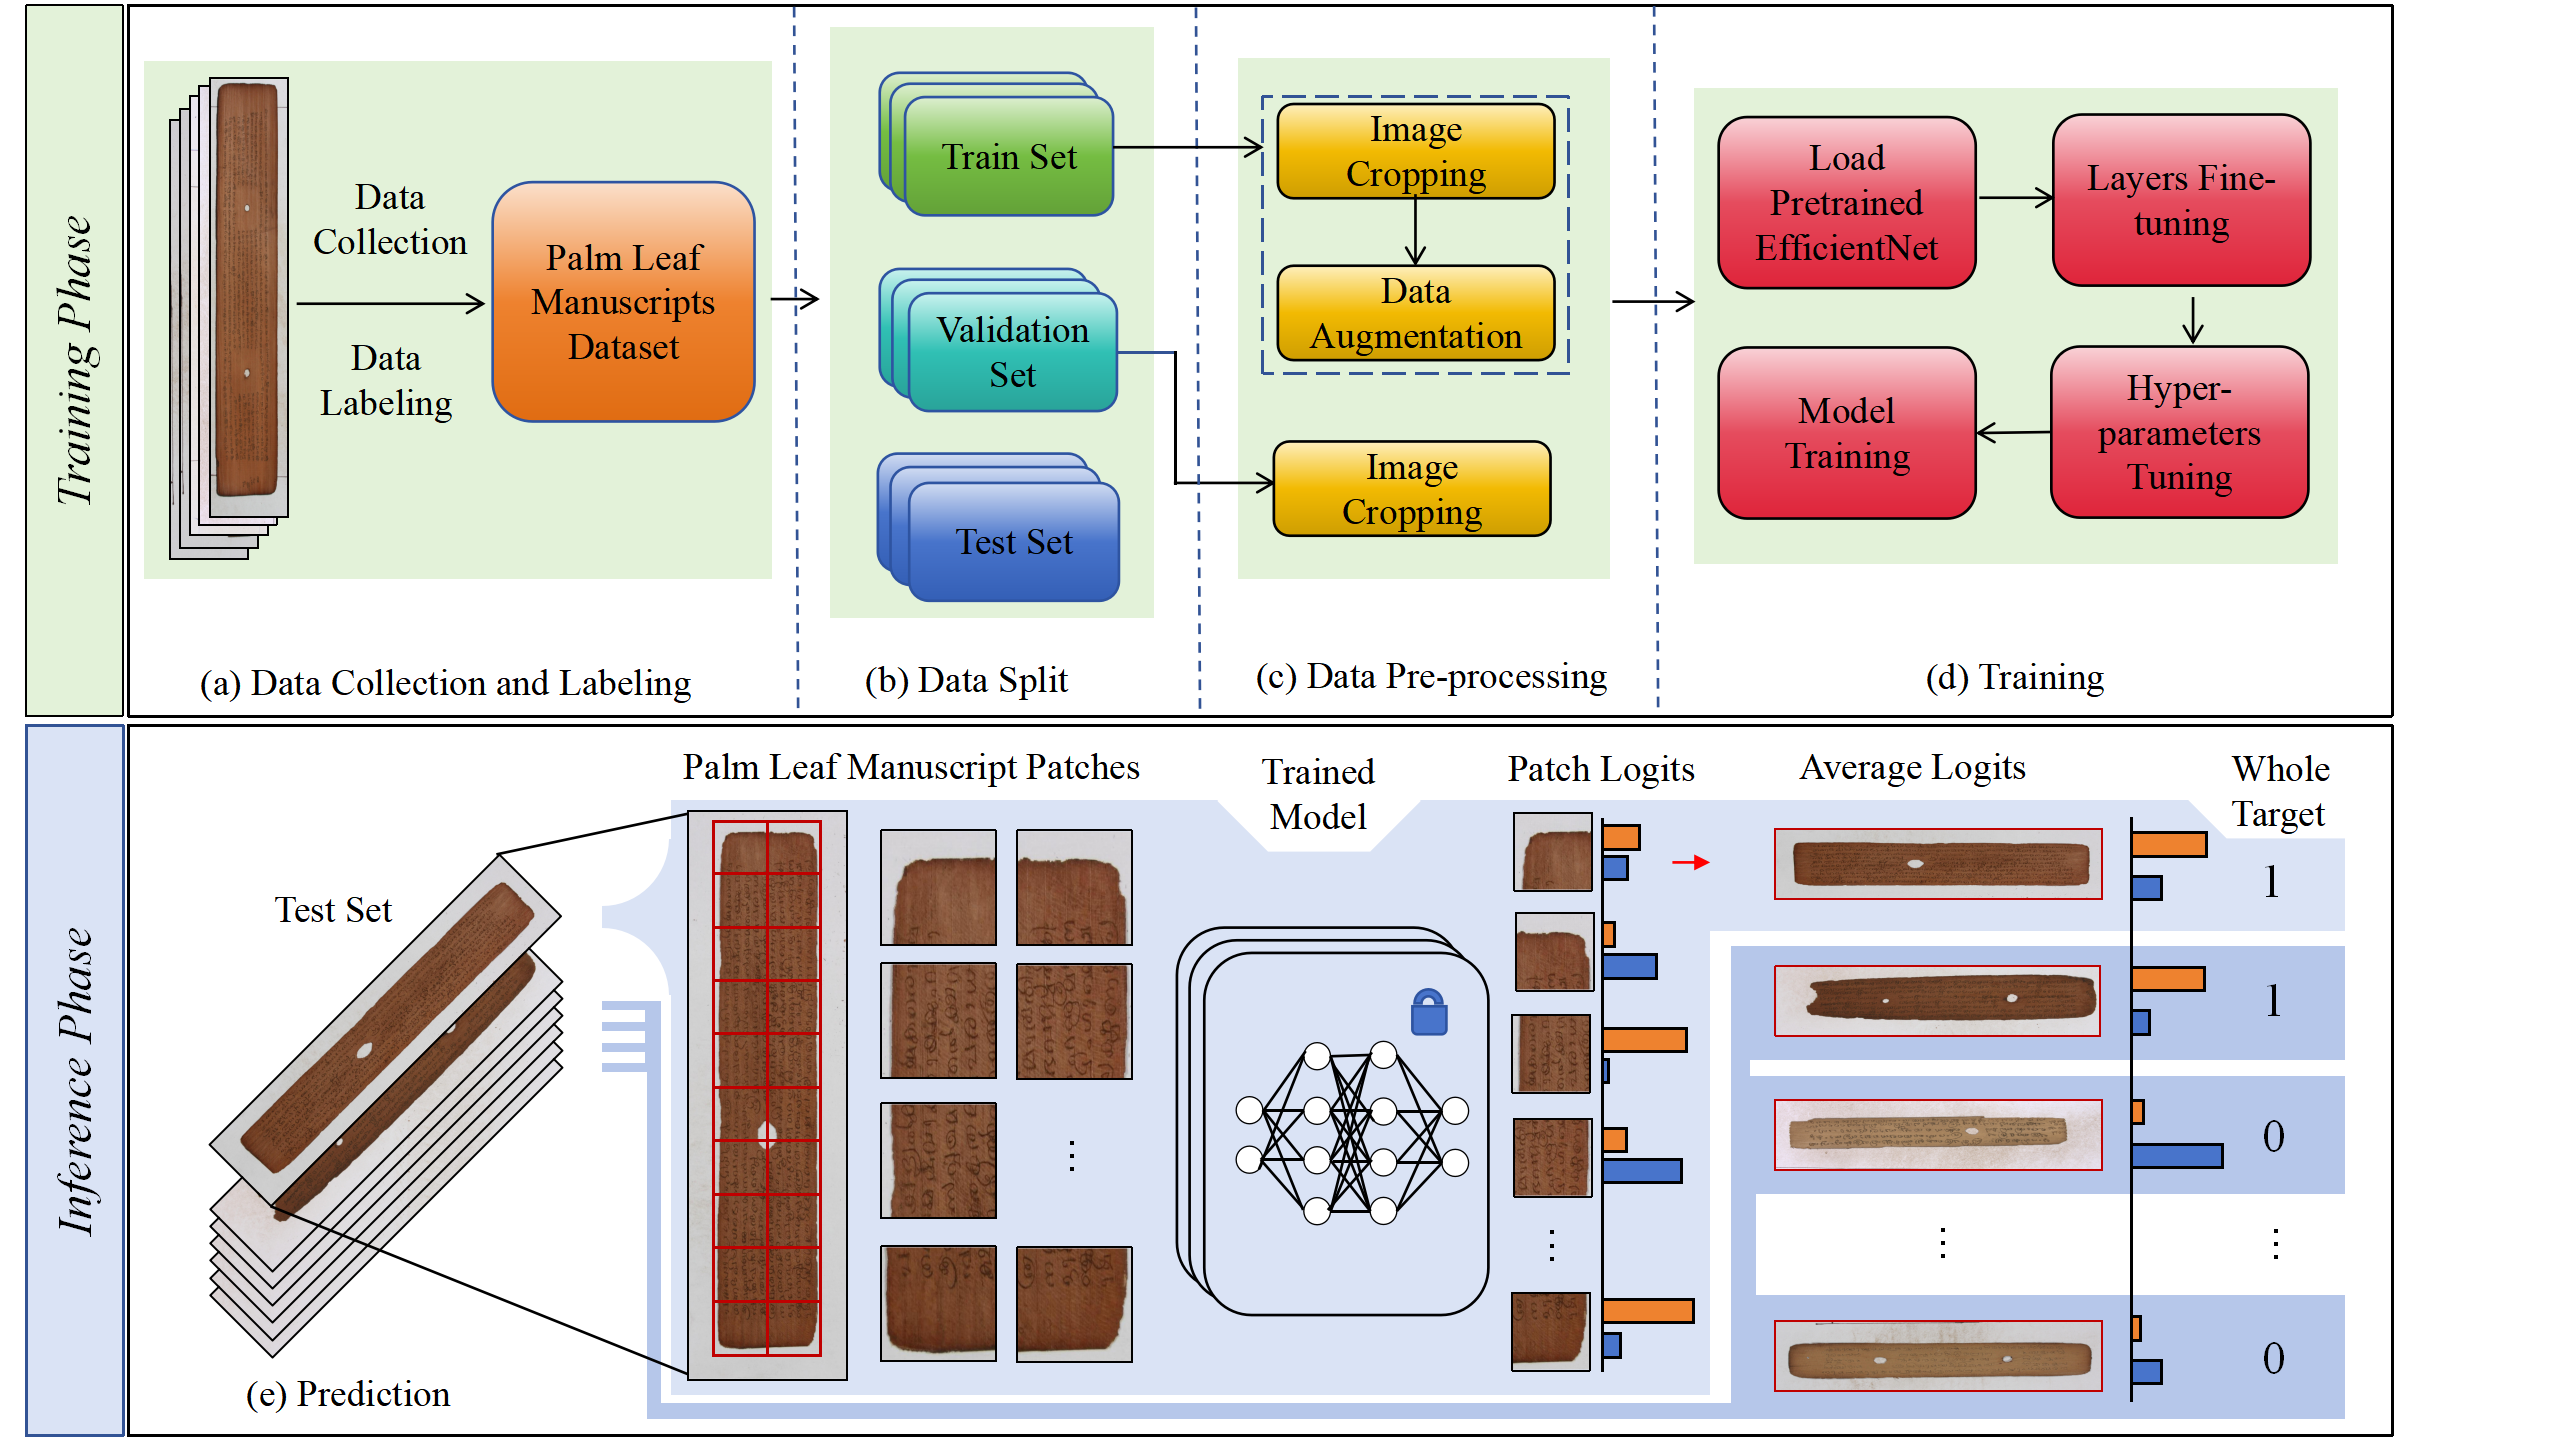 Training Phase
Data
Collection
Data
Labeling
Palm Leaf
Manuscripts
Dataset
(a) Data Collection and Labeling
Train Set
Validation
Set
Test Set
(b) Data Split
Image
Cropping
Data
Augmentation
Image
Cropping
(c) Data Pre-processing
Load
Pretrained
EfficientNet
Layers Fine-
tuning
Hyper-
parameters
Tuning
Model
Training
(d) Training
Inference Phase
Test Set
(e) Prediction
Palm Leaf Manuscript Patches
⋮
Trained
Model
Patch Logits
⋮
Average Logits
⋮
Whole
Target
1
1
0
⋮
0